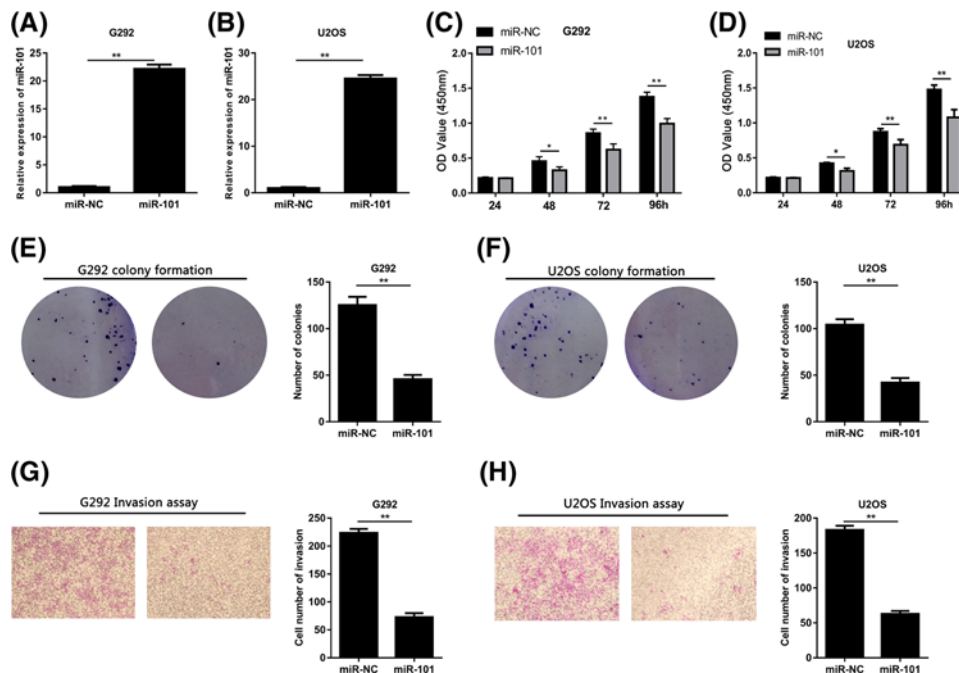 (A)
G292
Relative expression of miR-101
25
20
15
10
5
0
**
miR-NC
miR-101
(B)
U2OS
Relative expression of miR-101
30
20
10
0
**
miR-NC
miR-101
(C)
miR-NC
miR-101
G292
OD Value (450nm)
2.0
1.5
1.0
0.5
0.0
*
**
**
24
48
72
96h
(D)
miR-NC
miR-101
U2OS
OD Value (450nm)
2.0
1.5
1.0
0.5
0.0
*
**
**
24
48
72
96h
(E)
G292 colony formation
G292
Number of colonies
150
100
50
0
**
miR-NC
miR-101
(F)
U2OS colony formation
U2OS
Number of colonies
150
100
50
0
**
miR-NC
miR-101
(G)
G292 Invasion assay
G292
Cell number of invasion
250
200
150
100
50
0
**
miR-NC
miR-101
(H)
U2OS Invasion assay
U2OS
Cell number of invasion
200
150
100
50
0
**
miR-NC
miR-101